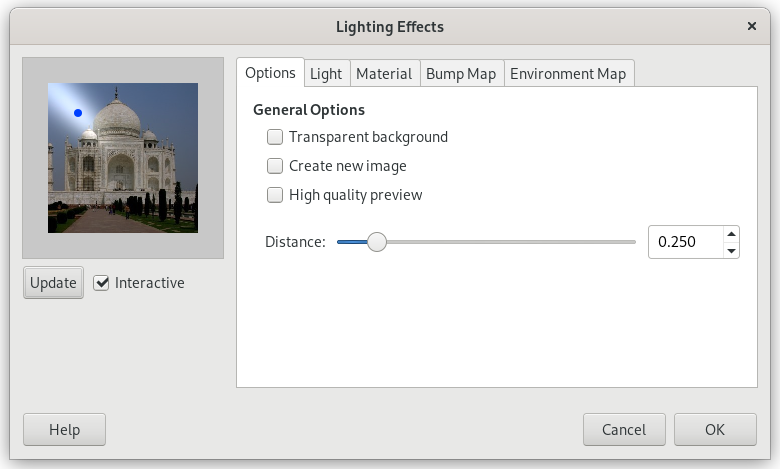 Lighting Effects
Options Light Material Bump Map Environment Map
General Options
Transparent background
Create new image
High quality preview
Distance: 0.250
Update Interactive
Help Cancel OK